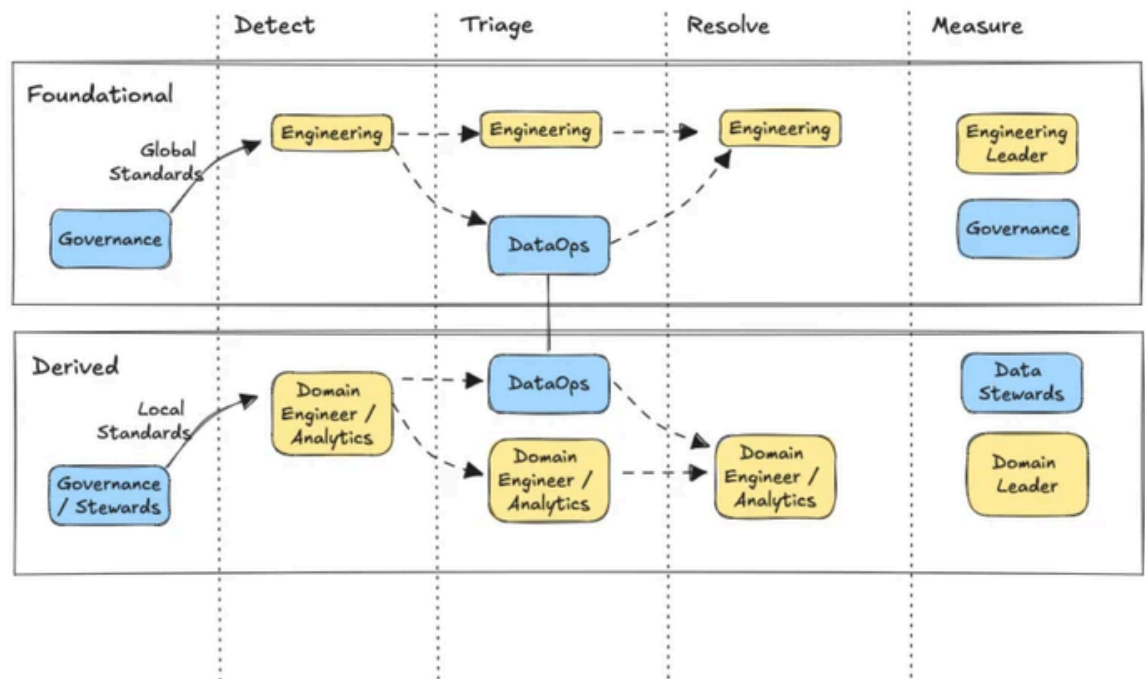 Detect
Triage
Resolve
Measure
Foundational
Global
Standards
Governance
Engineering
Engineering
DataOps
Engineering
Engineering
Leader
Governance
Derived
Local
Standards
Governance
/ Stewards
Domain
Engineer /
Analytics
DataOps
Domain
Engineer /
Analytics
Domain
Engineer /
Analytics
Data
Stewards
Domain
Leader